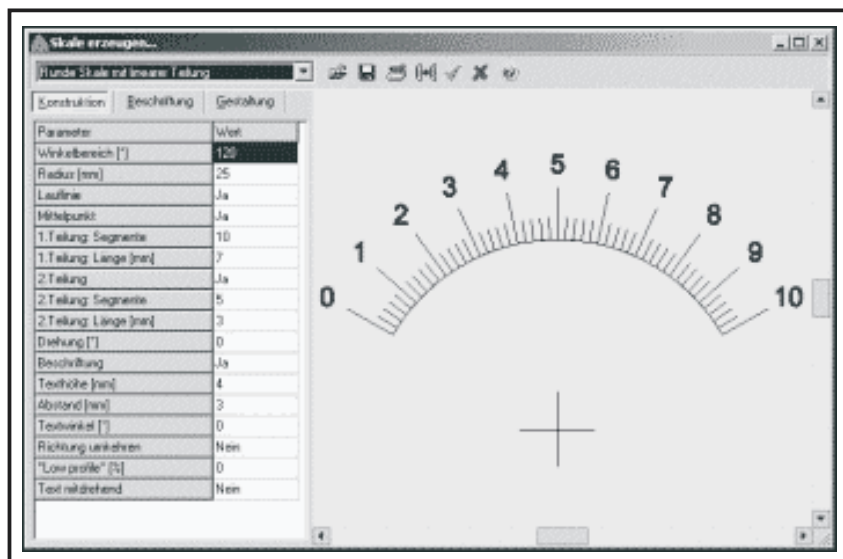 Skale erzeugen...
Runde Skale mit linearer Teilung
Konstruktion Beschriftung Gestaltung
Parameter Wert
Winkelbereich [°] 120
Radius [mm] 25
Lauflinie Ja
Mittelpunkt Ja
1.Teilung: Segmente 10
1.Teilung: Länge [mm] 7
2.Teilung Ja
2.Teilung: Segmente 5
2.Teilung: Länge [mm] 3
Drehung [°] 0
Beschriftung Ja
Texthöhe [mm] 4
Abstand [mm] 3
Textwinkel [°] 0
Richtung umkehren Nein
"Low profile" [%] 0
Text mitdrehend Nein
0 1 2 3 4 5 6 7 8 9 10